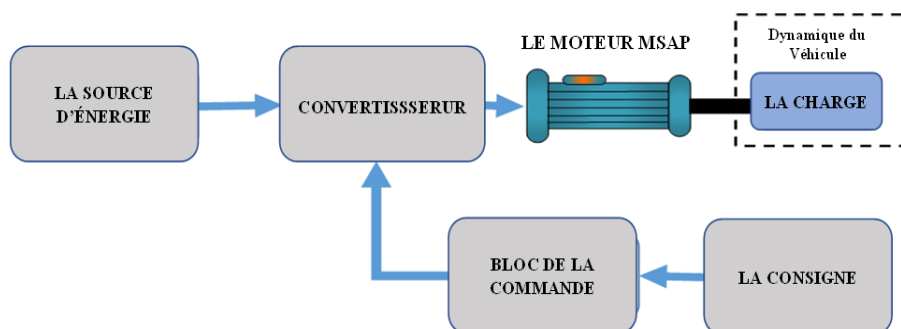 LA SOURCE
D'ÉNERGIE
CONVERTISSSERUR
LE MOTEUR MSAP
Dynamique du
Véhicule
LA CHARGE
BLOC DE LA
COMMANDE
LA CONSIGNE